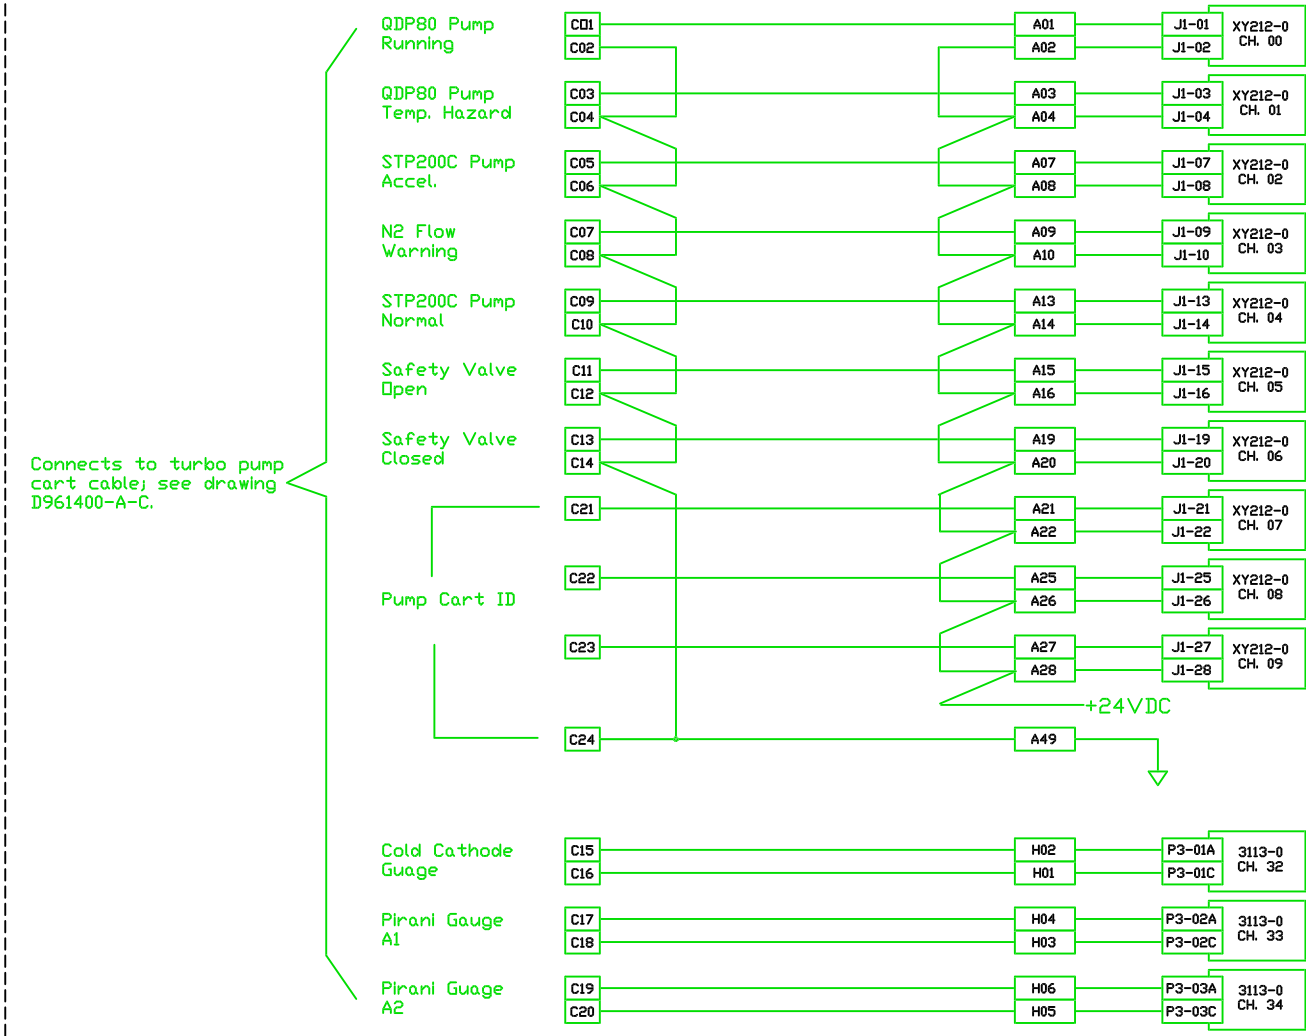 QDP80 Pump
Running
C01
C02
A01
A02
J1-01
J1-02
XY212-0
CH. 00
QDP80 Pump
Temp. Hazard
C03
C04
A03
A04
J1-03
J1-04
XY212-0
CH. 01
STP200C Pump
Accel.
C05
C06
A07
A08
J1-07
J1-08
XY212-0
CH. 02
N2 Flow
Warning
C07
C08
A09
A10
J1-09
J1-10
XY212-0
CH. 03
STP200C Pump
Normal
C09
C10
A13
A14
J1-13
J1-14
XY212-0
CH. 04
Safety Valve
Open
C11
C12
A15
A16
J1-15
J1-16
XY212-0
CH. 05
Safety Valve
Closed
C13
C14
A19
A20
J1-19
J1-20
XY212-0
CH. 06
Connects to turbo pump
cart cable; see drawing
D961400-A-C.
C21
A21
A22
J1-21
J1-22
XY212-0
CH. 07
Pump Cart ID
C22
A25
A26
J1-25
J1-26
XY212-0
CH. 08
C23
A27
A28
J1-27
J1-28
XY212-0
CH. 09
+24VDC
C24
A49
Cold Cathode
Guage
C15
C16
H02
H01
P3-01A
P3-01C
3113-0
CH. 32
Pirani Gauge
A1
C17
C18
H04
H03
P3-02A
P3-02C
3113-0
CH. 33
Pirani Guage
A2
C19
C20
H06
H05
P3-03A
P3-03C
3113-0
CH. 34